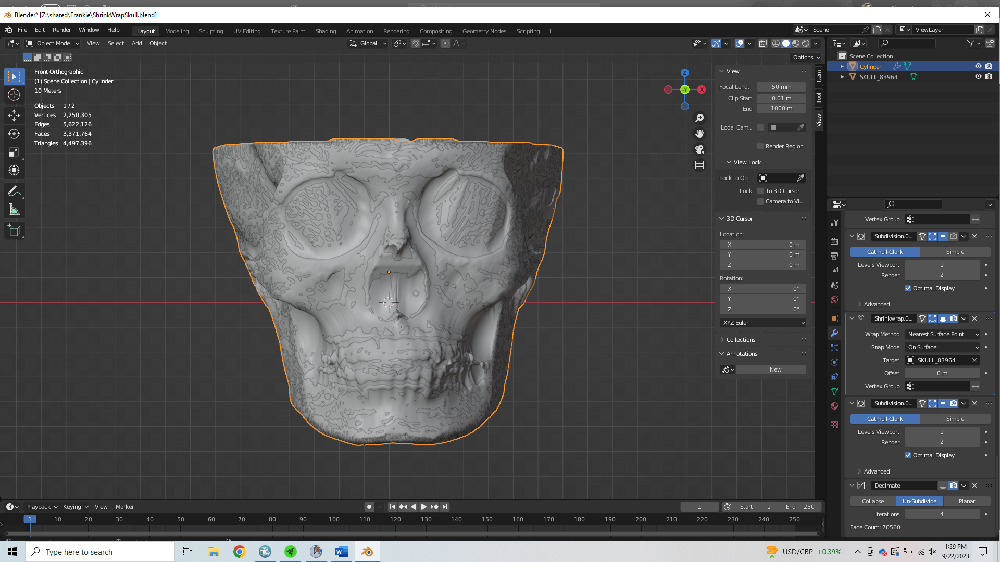 Blender* [Z:\shared\Frankie\ShrinkWrapSkull.blend]
File Edit Render Window Help Layout Modeling Sculpting UV Editing Texture Paint Shading Animation Rendering Compositing Geometry Nodes Scripting + Scene ViewLayer
Object Mode View Select Add Object Global
Options
Front Orthographic
(1) Scene Collection | Cylinder
10 Meters
Objects 1 / 2
Vertices 2,250,305
Edges 5,622,126
Faces 3,371,764
Triangles 4,497,396
Z
-Y
X
View
Focal Lengt 50 mm
Clip Start 0.01 m
End 1000 m
Local Cam...
Render Region
View Lock
Lock to Obj
Lock To 3D Cursor
Camera to Vi...
3D Cursor
Location:
X 0 m
Y 0 m
Z 0 m
Rotation:
X 0°
Y 0°
Z 0°
XYZ Euler
Collections
Annotations
New
Item
Tool
View
Scene Collection
Cylinder
SKULL_83964
Vertex Group
Subdivision.0...
Catmull-Clark Simple
Levels Viewport 1
Render 2
Optimal Display
Advanced
Shrinkwrap.0...
Wrap Method Nearest Surface Point
Snap Mode On Surface
Target SKULL_83964
Offset 0 m
Vertex Group
Subdivision.0...
Catmull-Clark Simple
Levels Viewport 1
Render 2
Optimal Display
Advanced
Decimate
Collapse Un-Subdivide Planar
Iterations 4
Face Count: 70560
Playback Keying View Marker 1 Start 1 End 250
1 10 20 30 40 50 60 70 80 90 100 110 120 130 140 150 160 170 180 190 200 210 220 230 240 250
Type here to search
USD/GBP +0.39%
1:39 PM
9/22/2023